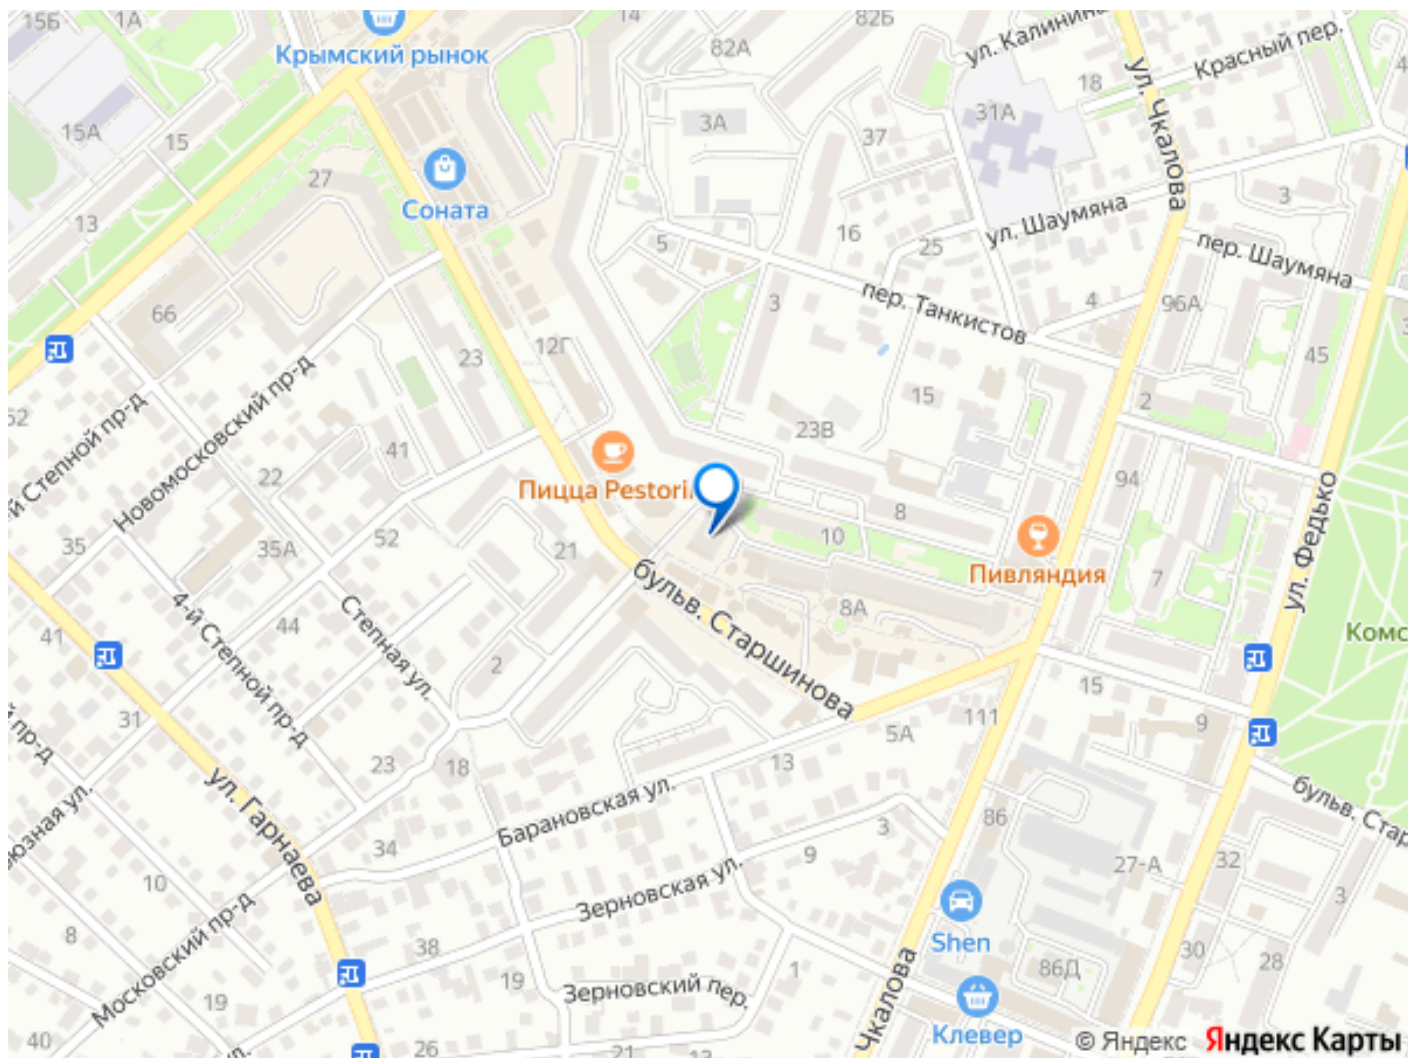 15Б
1А
14
82Б
ул. Калинина
Красный пер.
Крымский рынок
82А
18
ул. Чкалова
15А
15
3А
37
31А
27
Соната
3
13
16
25
ул. Шаумяна
5
пер. Шаумяна
пер. Танкистов
3
4
96А
66
12Г
23
45
15
2
Новомосковский пр-д
й Степной пр-д
23В
41
22
94
Пицца Pestori
ул. Федько
35
35А
52
21
8
10
Пивляндия
7
бульв. Старшинова
4-й Степной пр-д
Степная ул.
44
8А
41
Комс
2
15
31
111
9
5А
й пр-д
23
18
13
ул. Гарнаева
Барановская ул.
бульв. Стар
юзная ул.
34
3
86
9
27-А
32
10
Зерновская ул.
3
Московский пр-д
8
38
Shen
30
28
19
19
Зерновский пер.
1
86Д
Чкалова
Клевер
40
ул.
26
21
© Яндекс Яндекс Карты